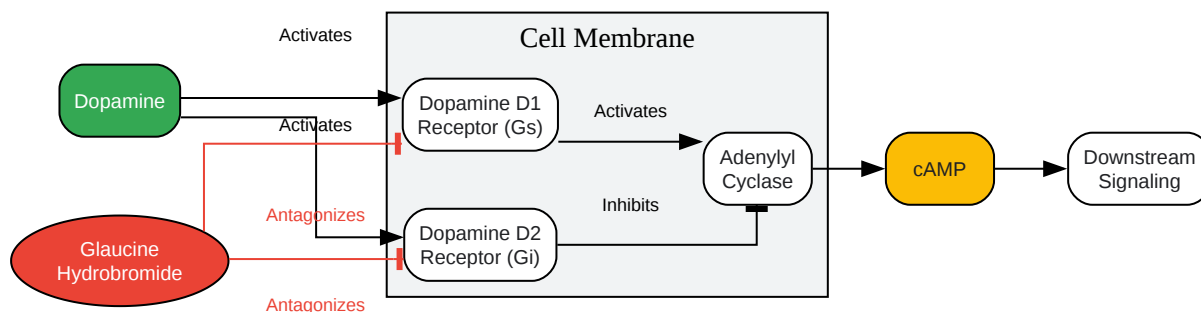 Activates
Cell Membrane
Dopamine
Dopamine D1
Receptor (Gs)
Activates
Activates
Adenylyl
Cyclase
cAMP
Downstream
Signaling
Antagonizes
Inhibits
Glaucine
Hydrobromide
Dopamine D2
Receptor (Gi)
Antagonizes